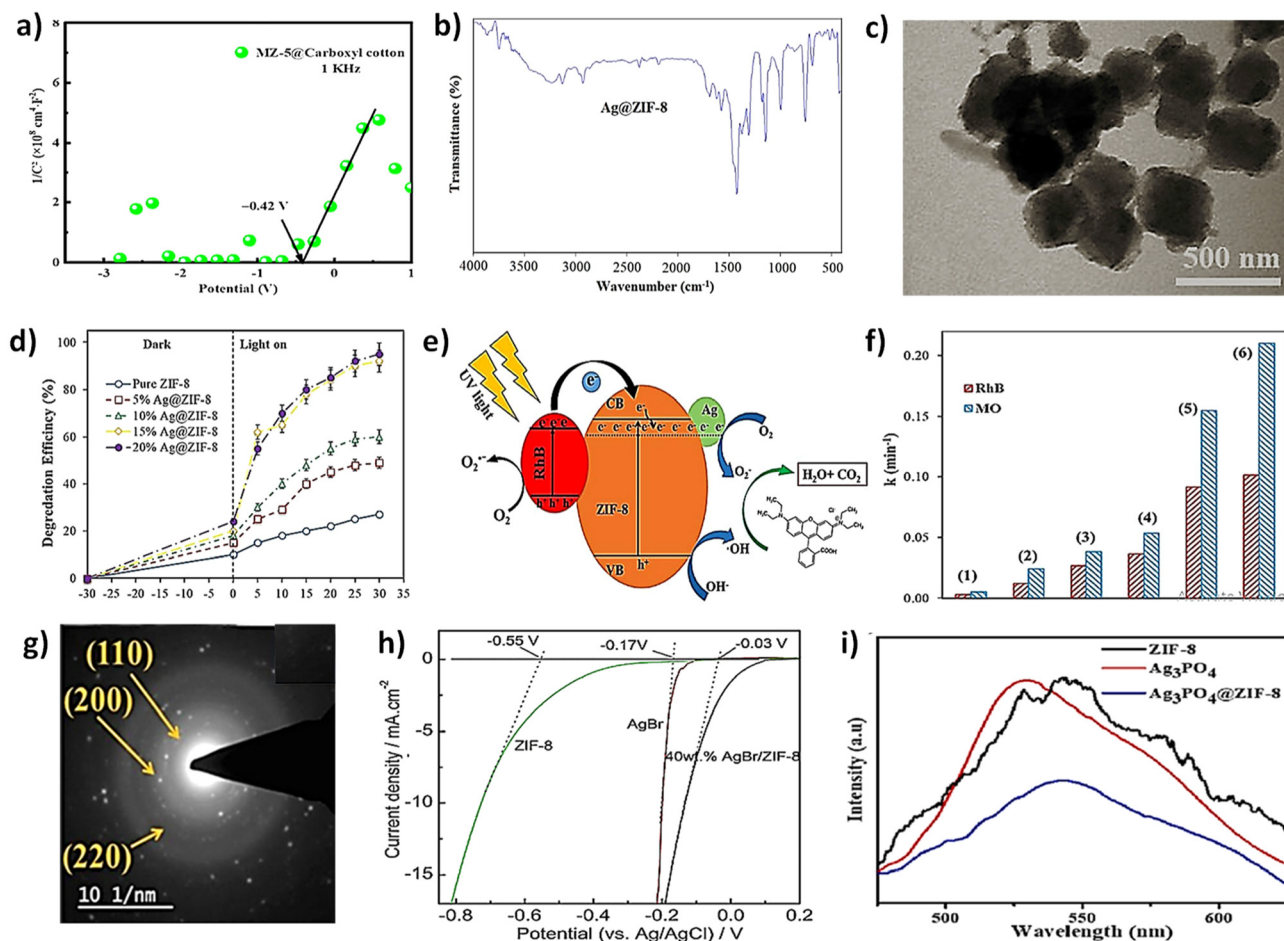 a)
8
6
4
2
0
1/C² (×10⁸ cm⁴·F²)
MZ-5@Carboxyl cotton
1 KHz
−0.42 V
-3
-2
-1
0
1
Potential (V)
b)
Transmittance (%)
Ag@ZIF-8
4000
3000
2000
1600
1200
800
400
Wavenumber (cm⁻¹)
c)
500 nm
d)
Degredation Efficincy (%)
100
80
60
40
20
0
Dark
Light on
Pure ZIF-8
5% Ag@ZIF-8
10% Ag@ZIF-8
15% Ag@ZIF-8
20% Ag@ZIF-8
-30
-25
-20
-15
-10
-5
0
5
10
15
20
25
30
35
e)
UV light
e⁻
CB
e⁻
Ag
e⁻ e⁻ e⁻ e⁻ e⁻ e⁻ e⁻
O₂
O₂⁻
e e e
RhB
h⁺ h⁺ h⁺
O₂•⁻
O₂
ZIF-8
h⁺
VB
·OH
OH⁻
H₂O+ CO₂
H₃C
CH₃
Cl
COOH
f)
k (min⁻¹)
0.20
0.15
0.10
0.05
0.00
RhB
MO
(1)
(2)
(3)
(4)
(5)
(6)
g)
(110)
(200)
(220)
10 1/nm
h)
-0.55 V
-0.17V
-0.03 V
0
-5
-10
-15
Current density / mA.cm⁻²
ZIF-8
AgBr
40wt.% AgBr/ZIF-8
-0.8
-0.6
-0.4
-0.2
0.0
0.2
Potential (vs. Ag/AgCl) / V
i)
ZIF-8
Ag₃PO₄
Ag₃PO₄@ZIF-8
Intensity (a.u)
500
550
600
Wavelength (nm)